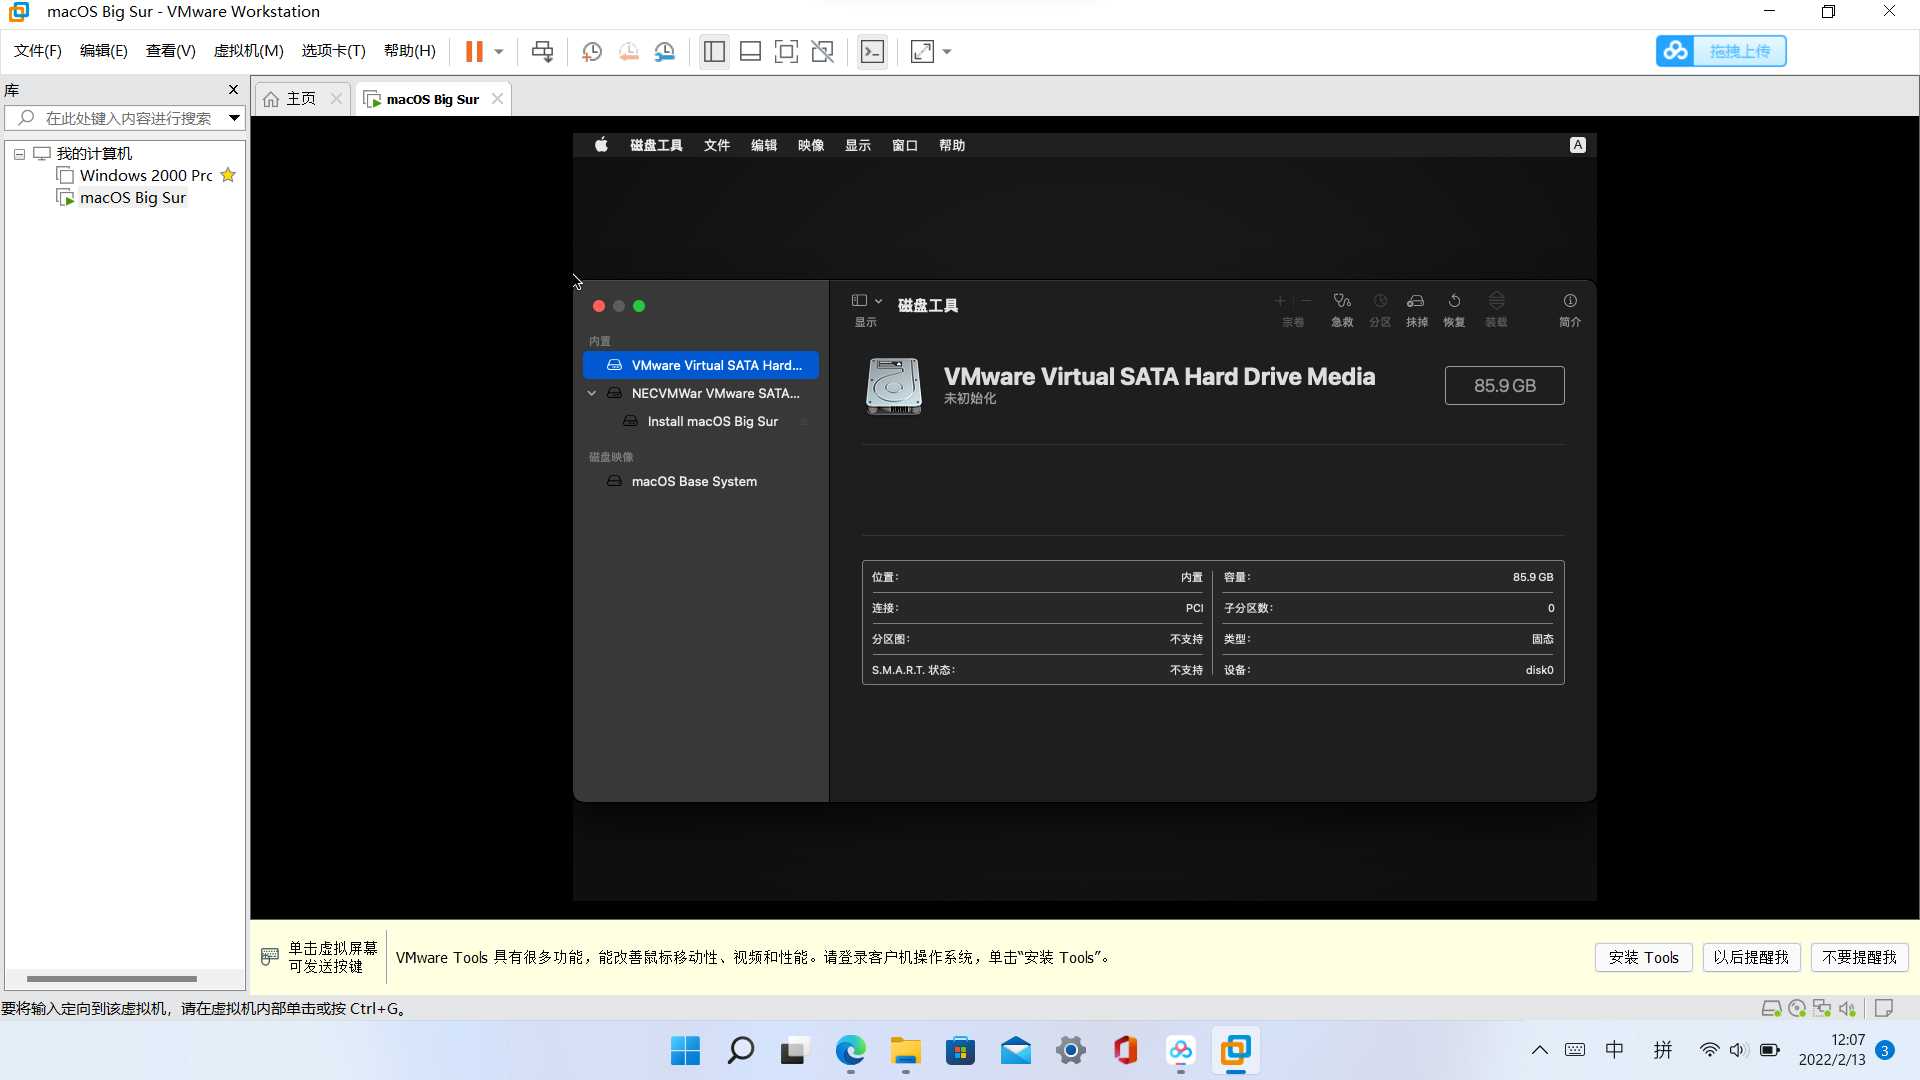 macOS Big Sur - VMware Workstation
文件(F) 编辑(E) 查看(V) 虚拟机(M) 选项卡(T) 帮助(H)
拖拽上传
库
主页
macOS Big Sur
在此处键入内容进行搜索
我的计算机
Windows 2000 Prc
macOS Big Sur
磁盘工具 文件 编辑 映像 显示 窗口 帮助
A
显示
磁盘工具
宗卷 急救 分区 抹掉 恢复 装载 简介
内置
VMware Virtual SATA Hard...
NECVMWar VMware SATA...
Install macOS Big Sur
磁盘映像
macOS Base System
VMware Virtual SATA Hard Drive Media
未初始化
85.9 GB
位置: 内置 容量: 85.9 GB
连接: PCI 子分区数: 0
分区图: 不支持 类型: 固态
S.M.A.R.T. 状态: 不支持 设备: disk0
单击虚拟屏幕
可发送按键
VMware Tools 具有很多功能，能改善鼠标移动性、视频和性能。请登录客户机操作系统，单击“安装 Tools”。
安装 Tools 以后提醒我 不要提醒我
要将输入定向到该虚拟机，请在虚拟机内部单击或按 Ctrl+G。
中 拼
12:07
2022/2/13
3